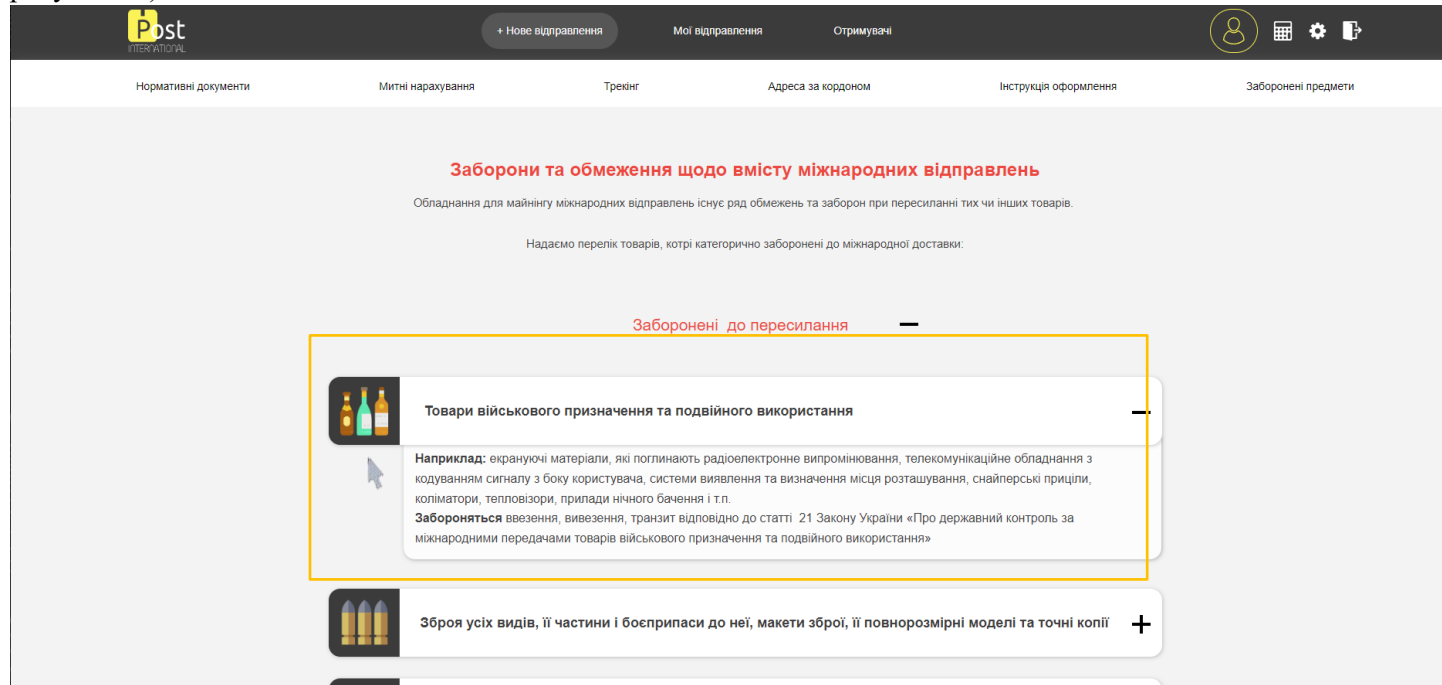 Post
INTERNATIONAL
+ Нове відправлення
Мої відправлення
Отримувачі
Нормативні документи
Митні нарахування
Трекінг
Адреса за кордоном
Інструкція оформлення
Заборонені предмети
Заборони та обмеження щодо вмісту міжнародних відправлень
Обладнання для майнінгу міжнародних відправлень існує ряд обмежень та заборон при пересиланні тих чи інших товарів.
Надаємо перелік товарів, котрі категорично заборонені до міжнародної доставки:
Заборонені до пересилання
Товари військового призначення та подвійного використання
Наприклад: екрануючі матеріали, які поглинають радіоелектронне випромінювання, телекомунікаційне обладнання з
кодуванням сигналу з боку користувача, системи виявлення та визначення місця розташування, снайперські приціли,
коліматори, тепловізори, прилади нічного бачення і т.п.
Забороняться ввезення, вивезення, транзит відповідно до статті 21 Закону України «Про державний контроль за
міжнародними передачами товарів військового призначення та подвійного використання»
Зброя усіх видів, її частини і боєприпаси до неї, макети зброї, її повнорозмірні моделі та точні копії